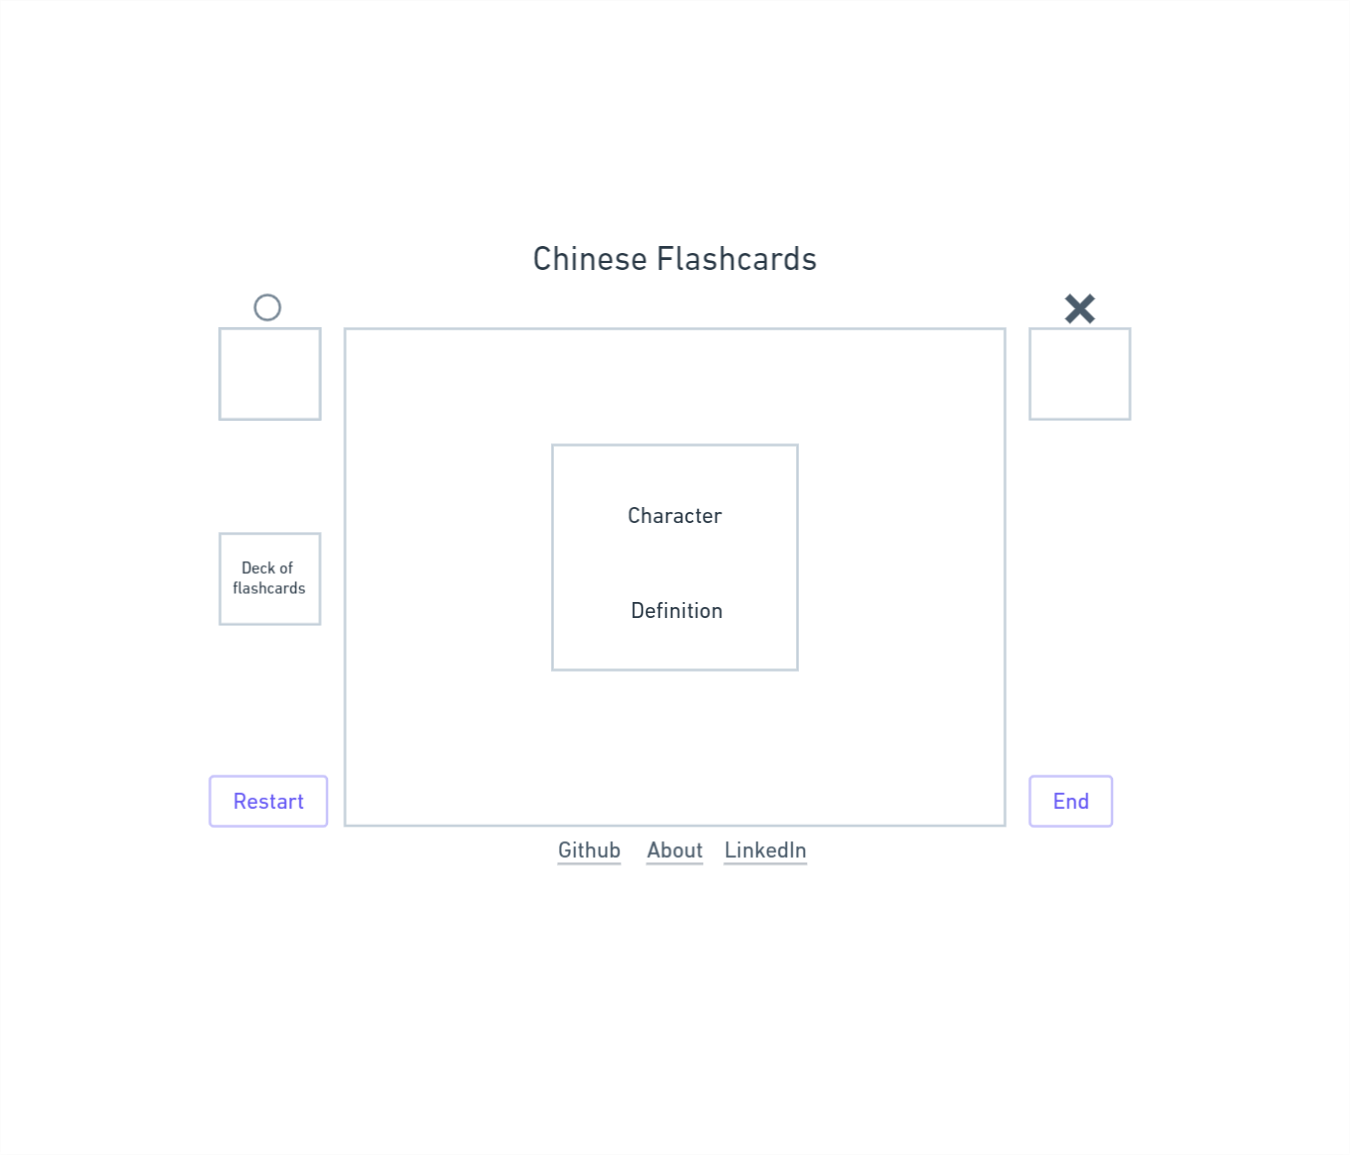 Chinese Flashcards
Character
Definition
Deck of
flashcards
Restart
End
Github About LinkedIn